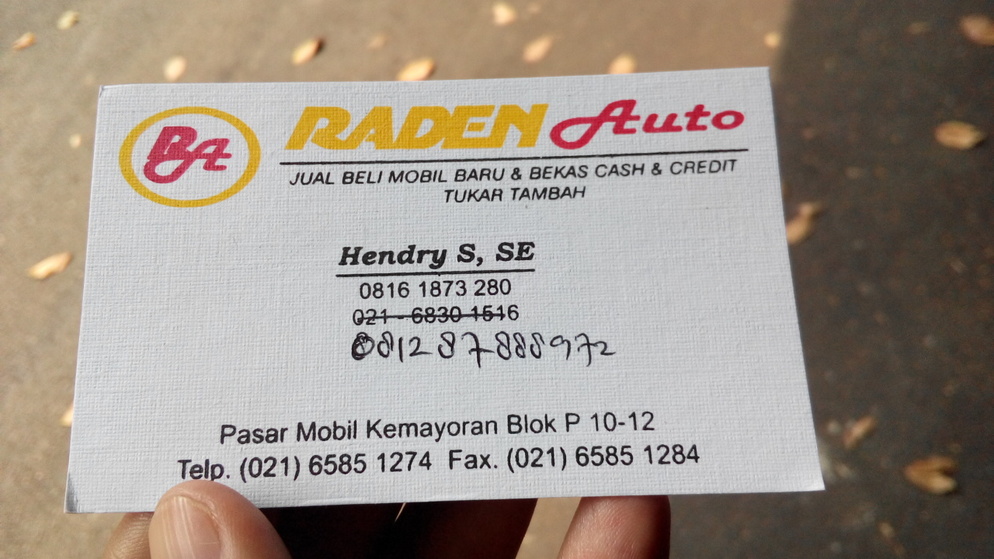 RA
RADEN Auto
JUAL BELI MOBIL BARU & BEKAS CASH & CREDIT
TUKAR TAMBAH
Hendry S, SE
0816 1873 280
021 - 6830 1516
081287888972
Pasar Mobil Kemayoran Blok P 10-12
Telp. (021) 6585 1274 Fax. (021) 6585 1284